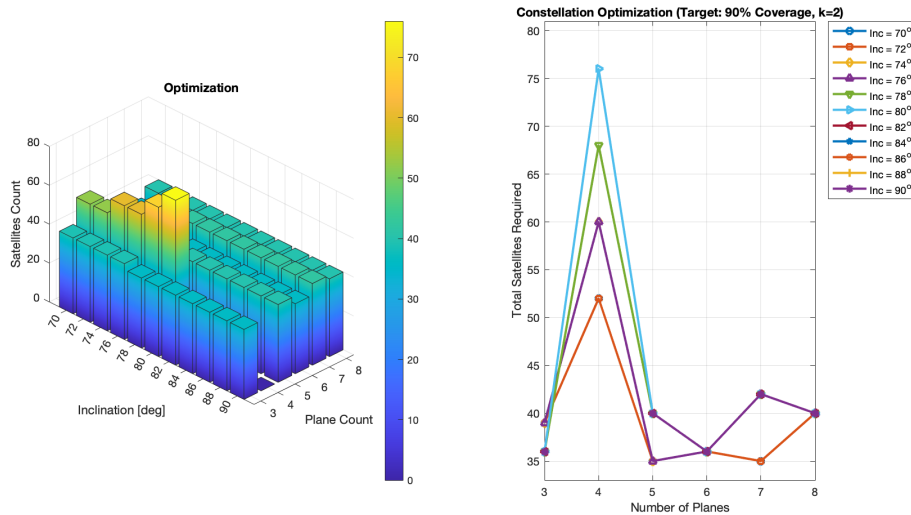 Optimization
Satellites Count
80
60
40
20
0
70
72
74
76
78
80
82
84
86
88
90
Inclination [deg]
3
4
5
6
7
8
Plane Count
70
60
50
40
30
20
10
0
Constellation Optimization (Target: 90% Coverage, k=2)
Total Satellites Required
80
75
70
65
60
55
50
45
40
35
3 4 5 6 7 8
Number of Planes
Inc = 70°
Inc = 72°
Inc = 74°
Inc = 76°
Inc = 78°
Inc = 80°
Inc = 82°
Inc = 84°
Inc = 86°
Inc = 88°
Inc = 90°